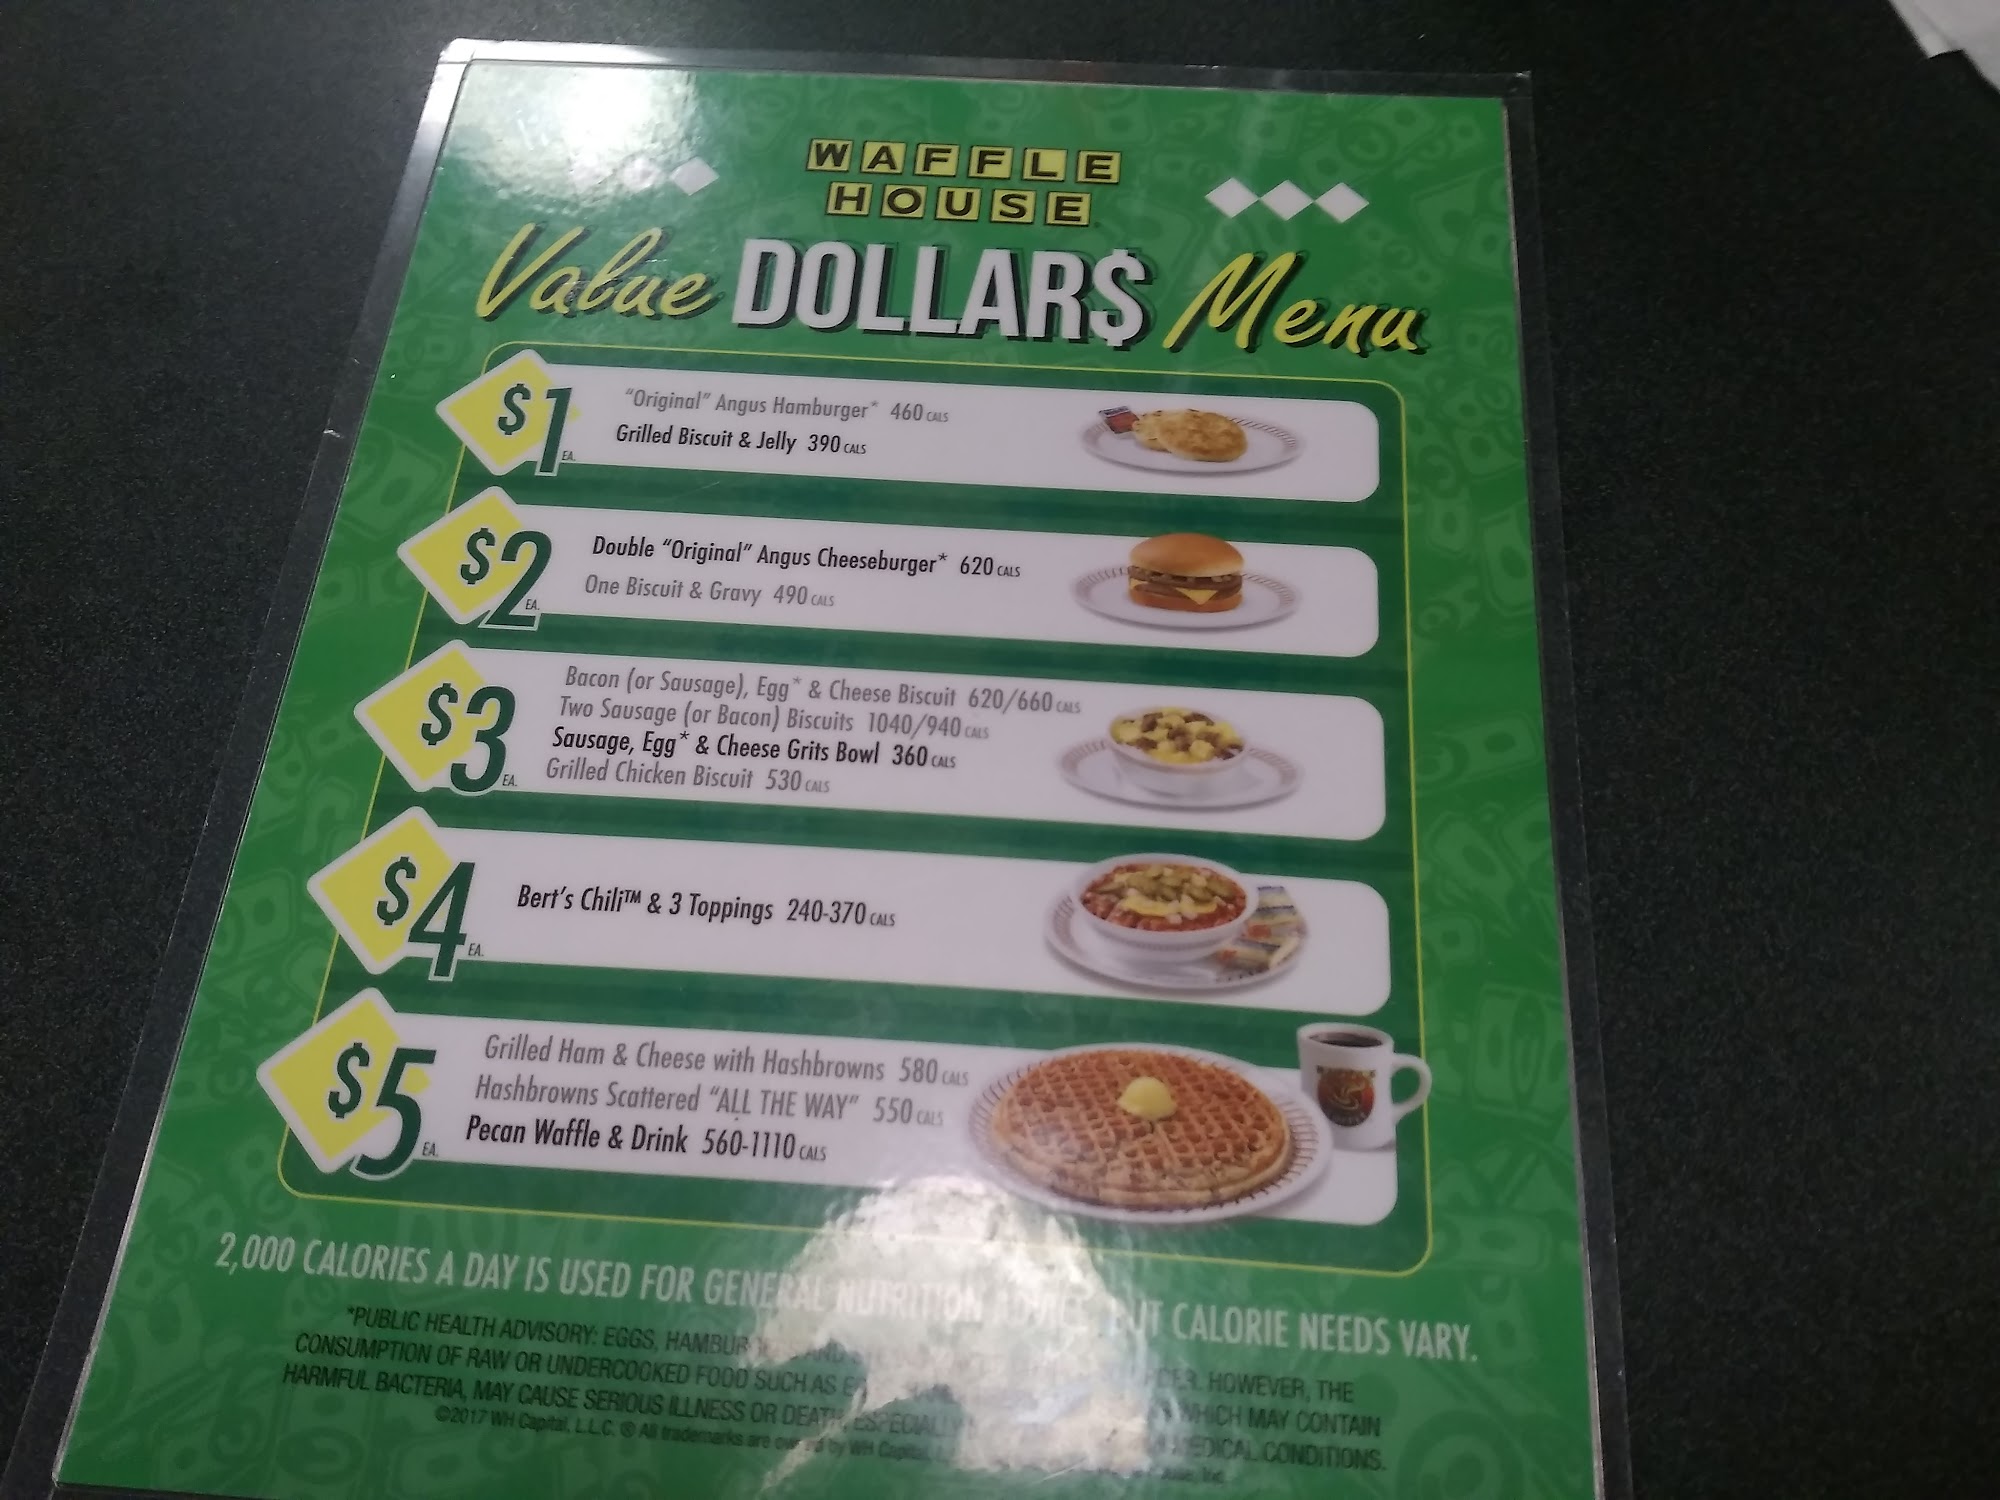 WAFFLE
HOUSE
Value DOLLAR$ Menu
$1 EA.
"Original" Angus Hamburger* 460 CALS
Grilled Biscuit & Jelly 390 CALS
$2 EA.
Double "Original" Angus Cheeseburger* 620 CALS
One Biscuit & Gravy 490 CALS
$3 EA.
Bacon (or Sausage), Egg* & Cheese Biscuit 620/660 CALS
Two Sausage (or Bacon) Biscuits 1040/940 CALS
Sausage, Egg* & Cheese Grits Bowl 360 CALS
Grilled Chicken Biscuit 530 CALS
$4 EA.
Bert's Chili™ & 3 Toppings 240-370 CALS
$5 EA.
Grilled Ham & Cheese with Hashbrowns 580 CALS
Hashbrowns Scattered "ALL THE WAY" 550 CALS
Pecan Waffle & Drink 560-1110 CALS
2,000 CALORIES A DAY IS USED FOR GENERAL NUTRITION CALORIE NEEDS VARY.
*PUBLIC HEALTH ADVISORY: EGGS, HOWEVER, THE
CONSUMPTION OF RAW OR UNDERCOOKED FOOD SUCH AS WHICH MAY CONTAIN
HARMFUL BACTERIA, MAY CAUSE SERIOUS ILLNESS OR DEATH, ESPECIALLY MEDICAL CONDITIONS.
©2017 WH Capital, L.L.C. ® All trademarks are owned by WH Capital, Inc.